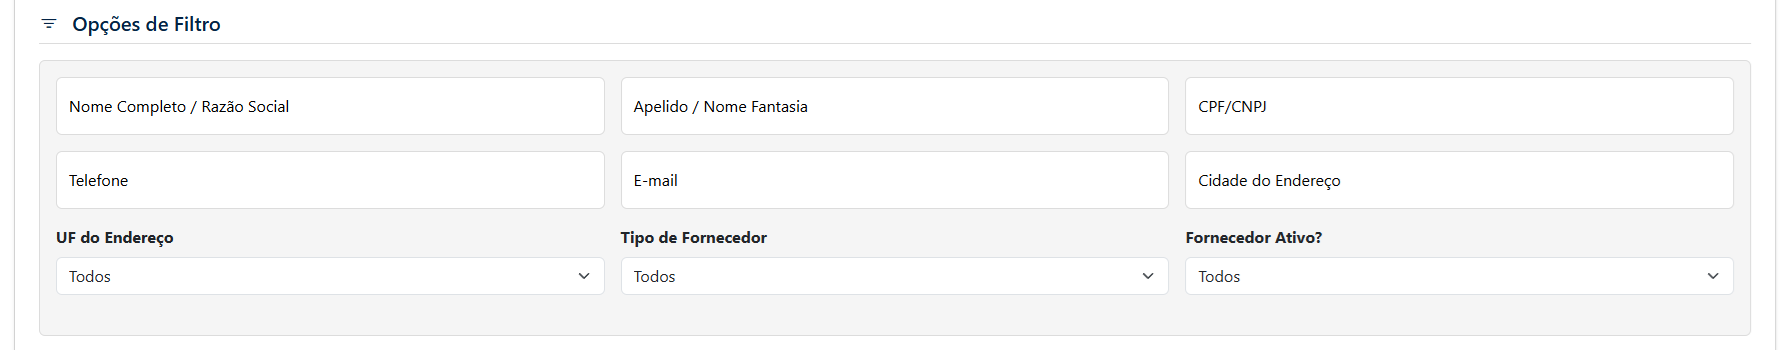 Opções de Filtro
Nome Completo / Razão Social
Apelido / Nome Fantasia
CPF/CNPJ
Telefone
E-mail
Cidade do Endereço
UF do Endereço
Tipo de Fornecedor
Fornecedor Ativo?
Todos
Todos
Todos